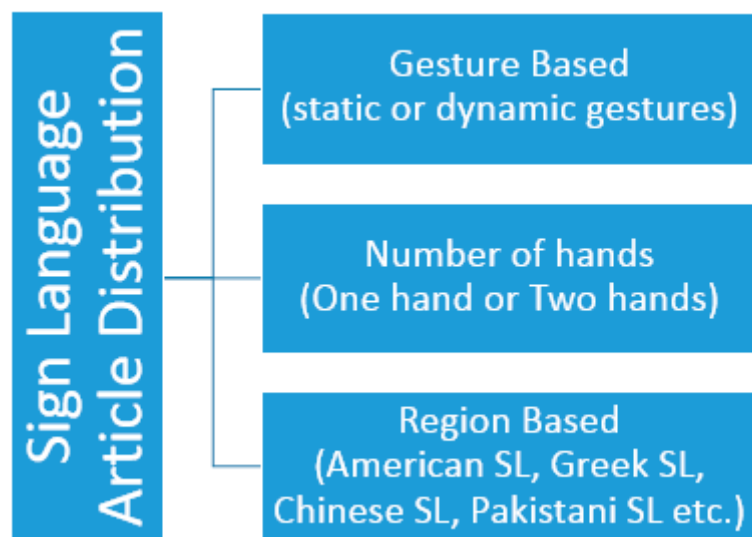 Sign Language
Article Distribution
Gesture Based
(static or dynamic gestures)
Number of hands
(One hand or Two hands)
Region Based
(American SL, Greek SL,
Chinese SL, Pakistani SL etc.)